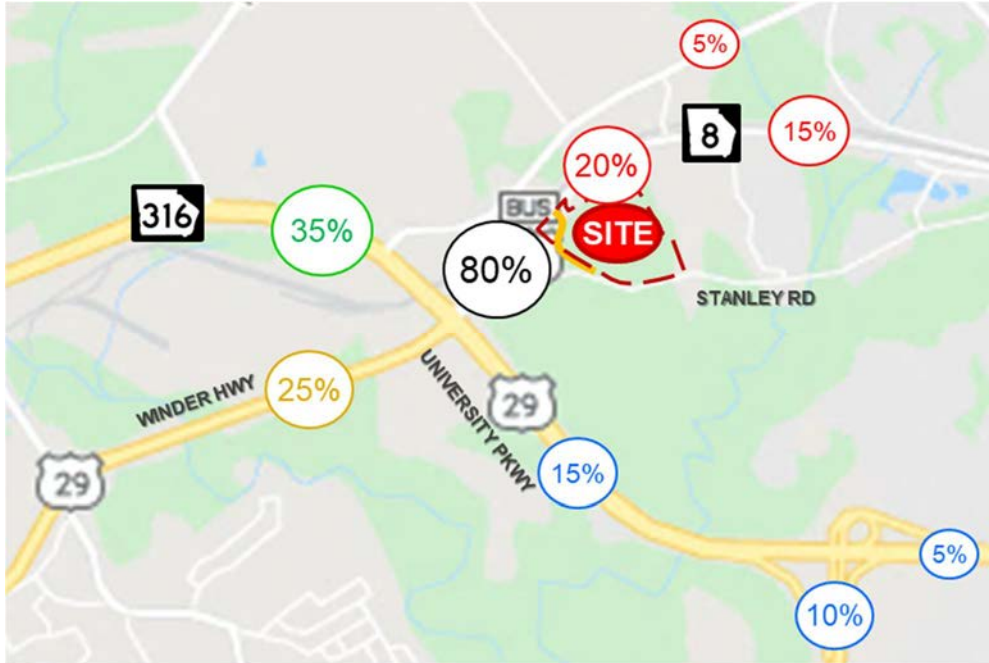 5%
8
15%
20%
316
BUS
35%
SITE
80%
STANLEY RD
WINDER HWY
25%
UNIVERSITY PKWY
29
29
15%
5%
10%